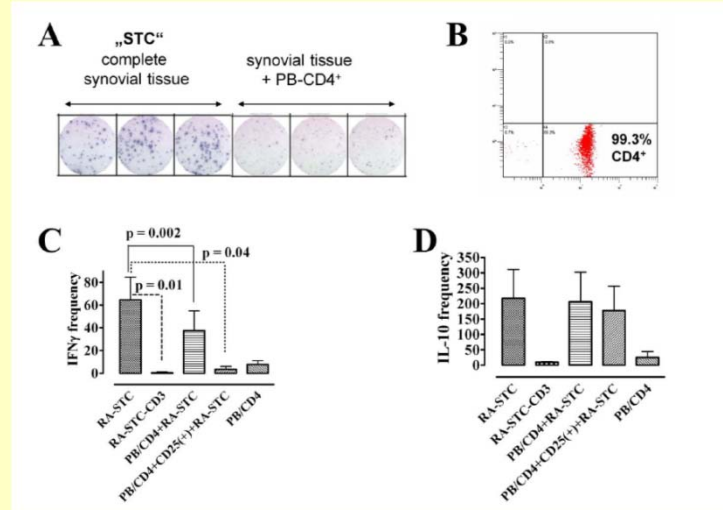 A
„STC“
complete
synovial tissue
synovial tissue
+ PB-CD4⁺
B
99.3%
CD4⁺
C
p = 0.002
p = 0.04
p = 0.01
IFNγ frequency
80
60
40
20
0
RA-STC
RA-STC-CD3
PB/CD4+RA-STC
PB/CD4+CD25(+)+RA-STC
PB/CD4
D
IL-10 frequency
350
300
250
200
150
100
50
0
RA-STC
RA-STC-CD3
PB/CD4+RA-STC
PB/CD4+CD25(+)+RA-STC
PB/CD4